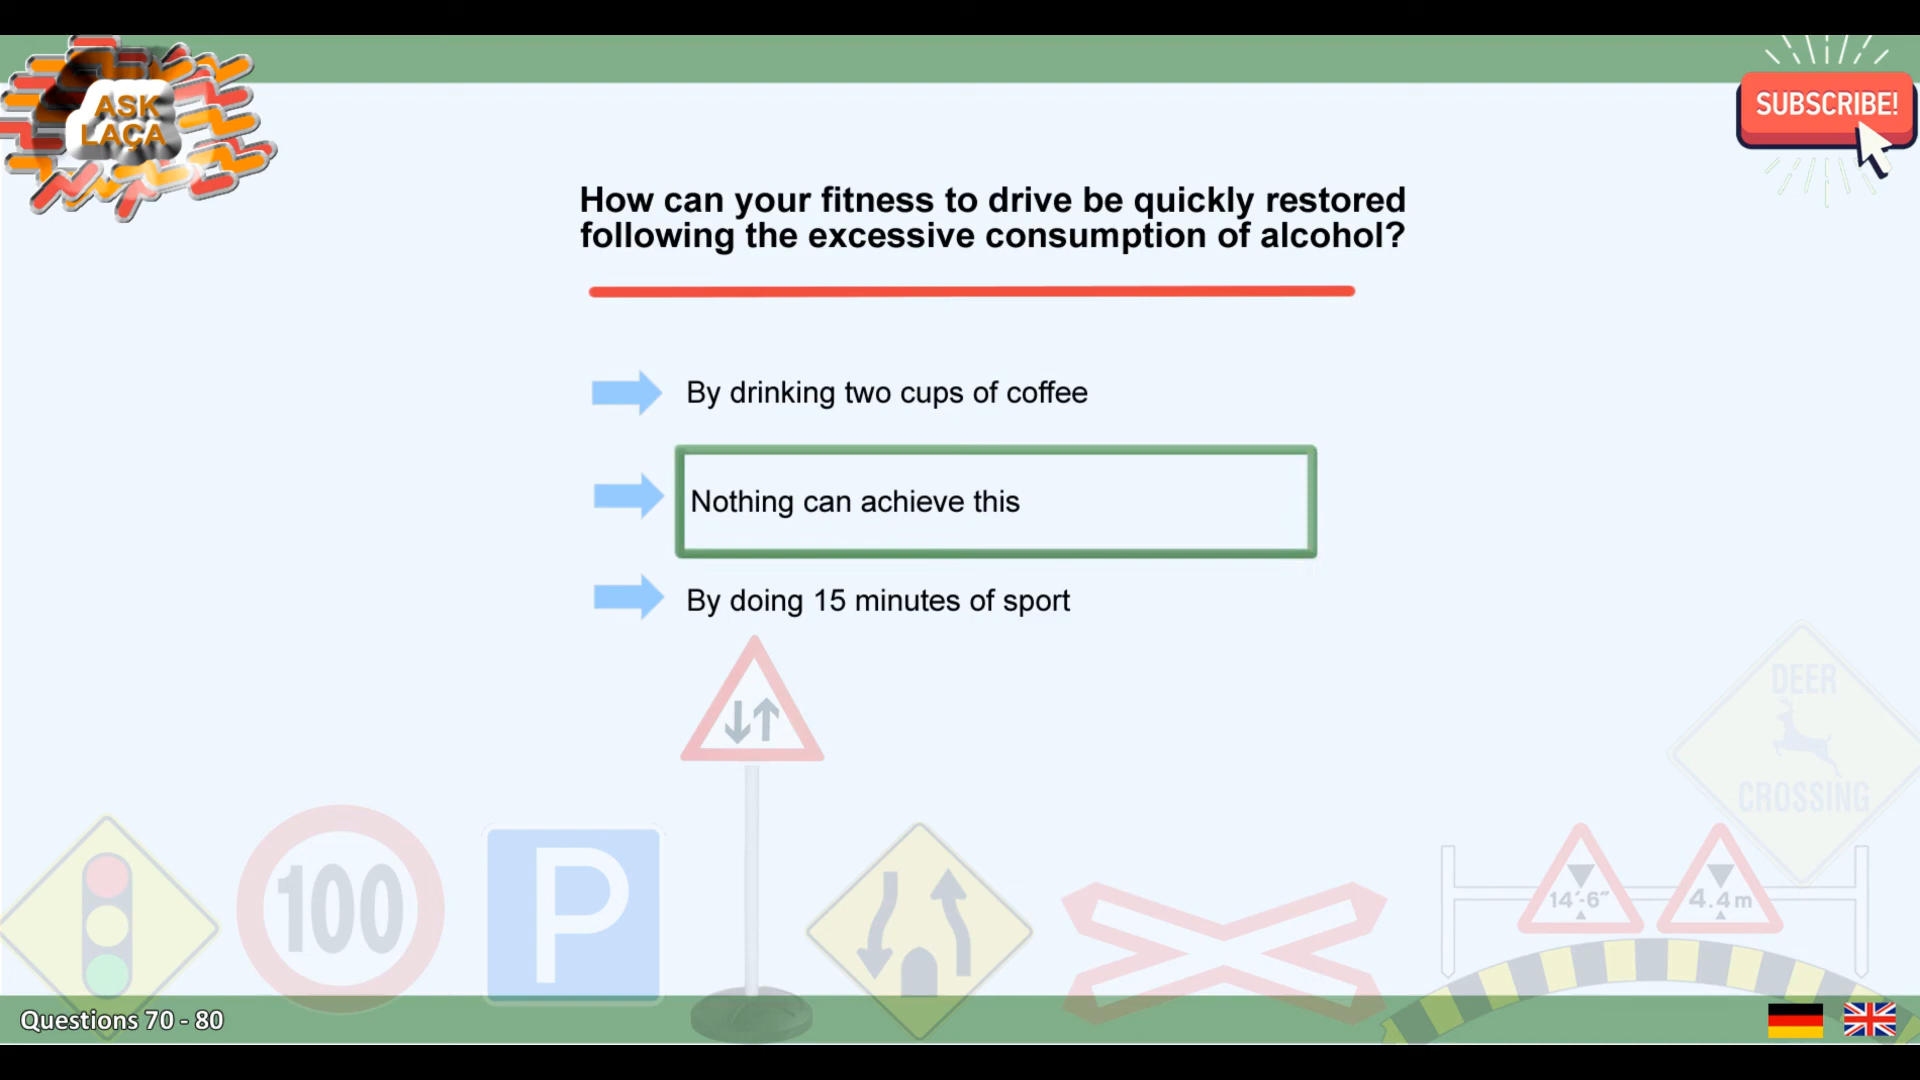 ASK
LAÇA
SUBSCRIBE!
How can your fitness to drive be quickly restored
following the excessive consumption of alcohol?
By drinking two cups of coffee
Nothing can achieve this
By doing 15 minutes of sport
DEER
CROSSING
100
P
14'-6"
4.4m
Questions 70 - 80